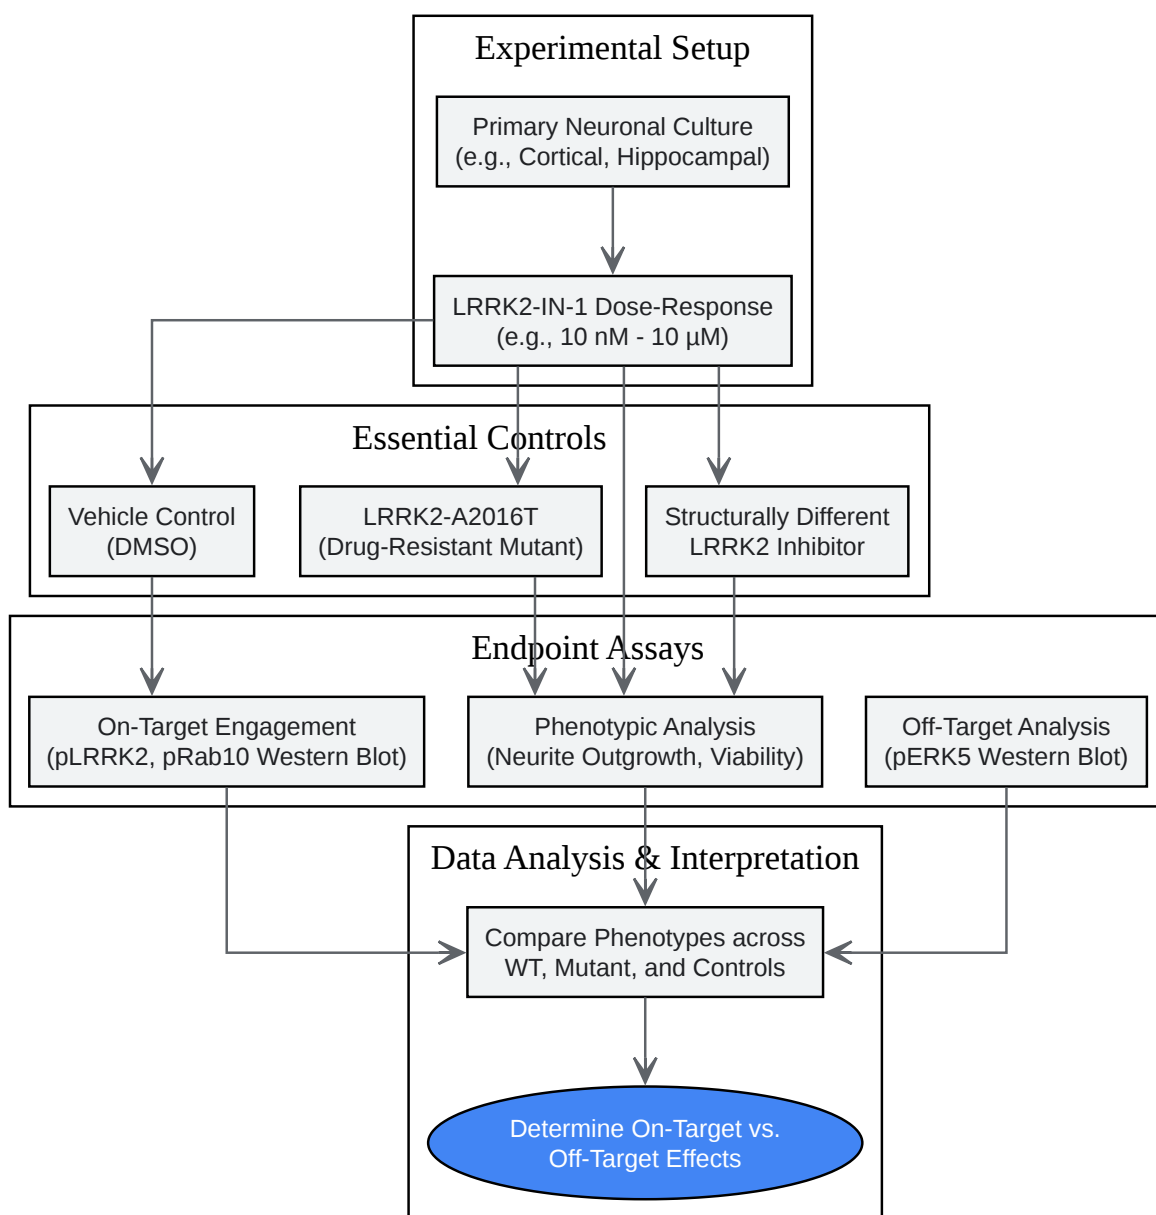 Experimental Setup
Primary Neuronal Culture
(e.g., Cortical, Hippocampal)
LRRK2-IN-1 Dose-Response
(e.g., 10 nM - 10 µM)
Essential Controls
Vehicle Control
(DMSO)
LRRK2-A2016T
(Drug-Resistant Mutant)
Structurally Different
LRRK2 Inhibitor
Endpoint Assays
On-Target Engagement
(pLRRK2, pRab10 Western Blot)
Phenotypic Analysis
(Neurite Outgrowth, Viability)
Off-Target Analysis
(pERK5 Western Blot)
Data Analysis & Interpretation
Compare Phenotypes across
WT, Mutant, and Controls
Determine On-Target vs.
Off-Target Effects